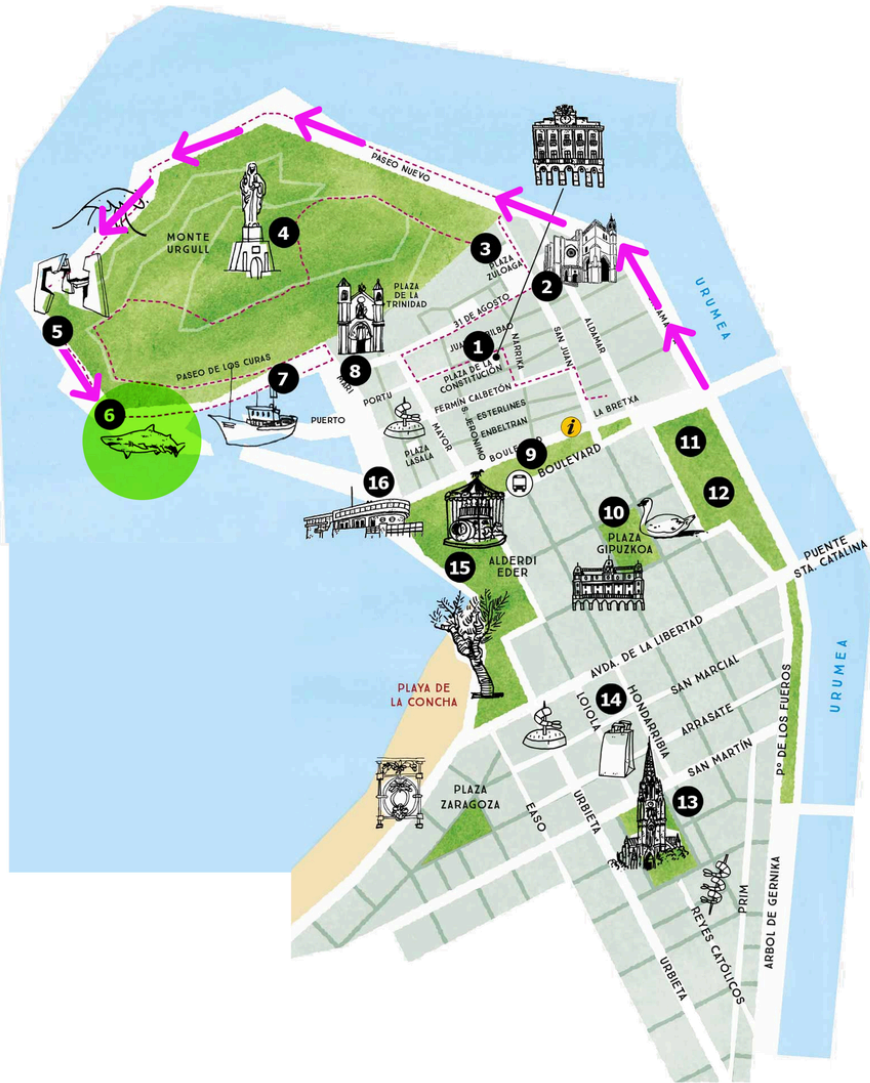 PASEO NUEVO
4
MONTE
URGULL
3
PLAZA
ZULOAGA
2
URUMEA
PLAZA
DE LA
TRINIDAD
5
31 DE AGOSTO
1
NARRIKA
SAN JUAN
ALDAMAR
PLAZA DE LA
CONSTITUCIÓN
PASEO DE LOS CURAS
7
8
6
PORTU
FERMÍN CALBETÓN
LA BRETXA
PUERTO
MAYOR
S. JERONIMO
ESTERLINES
ENBELTRAN
i
PLAZA
LASALA
9
BOULEVARD
11
12
16
10
PLAZA
GIPUZKOA
15
ALDERDI
EDER
PUENTE
STA. CATALINA
AVDA. DE LA LIBERTAD
PLAYA DE
LA CONCHA
URUMEA
SAN MARCIAL
14
LOIOLA
HONDARRIBIA
ARRASATE
Pº DE LOS FUEROS
SAN MARTÍN
PLAZA
ZARAGOZA
13
EASO
URBIETA
PRIM
ARBOL DE GERNIKA
REYES CATÓLICOS
URBIETA